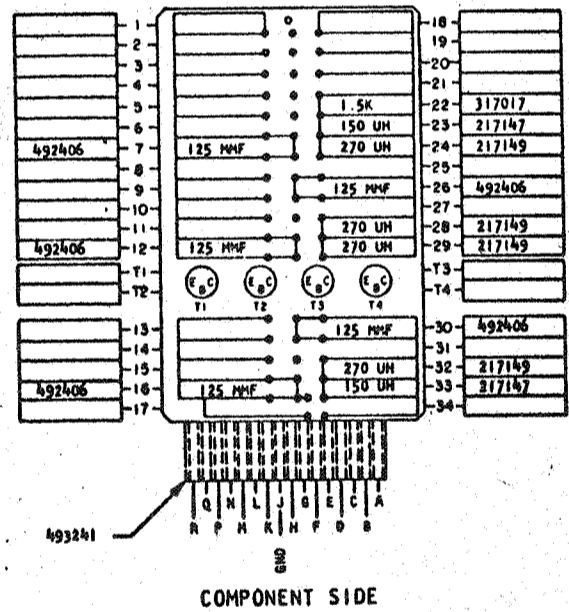 1 18
2 19
3 20
4 21
5 1.5K 22 317017
6 150 UH 23 217147
492406 7 125 MMF 270 UH 24 217149
8 25
9 125 MMF 26 492406
10 27
11 270 UH 28 217149
492406 12 125 MMF 270 UH 29 217149
T1 E B C E B C E B C E B C T3
T2 T1 T2 T3 T4 T4
13 125 MMF 30 492406
14 31
15 270 UH 32 217149
492406 16 125 MMF 150 UH 33 217147
17 34
Q N L J G E C A
R P M K H F D B
493241
GND
COMPONENT SIDE